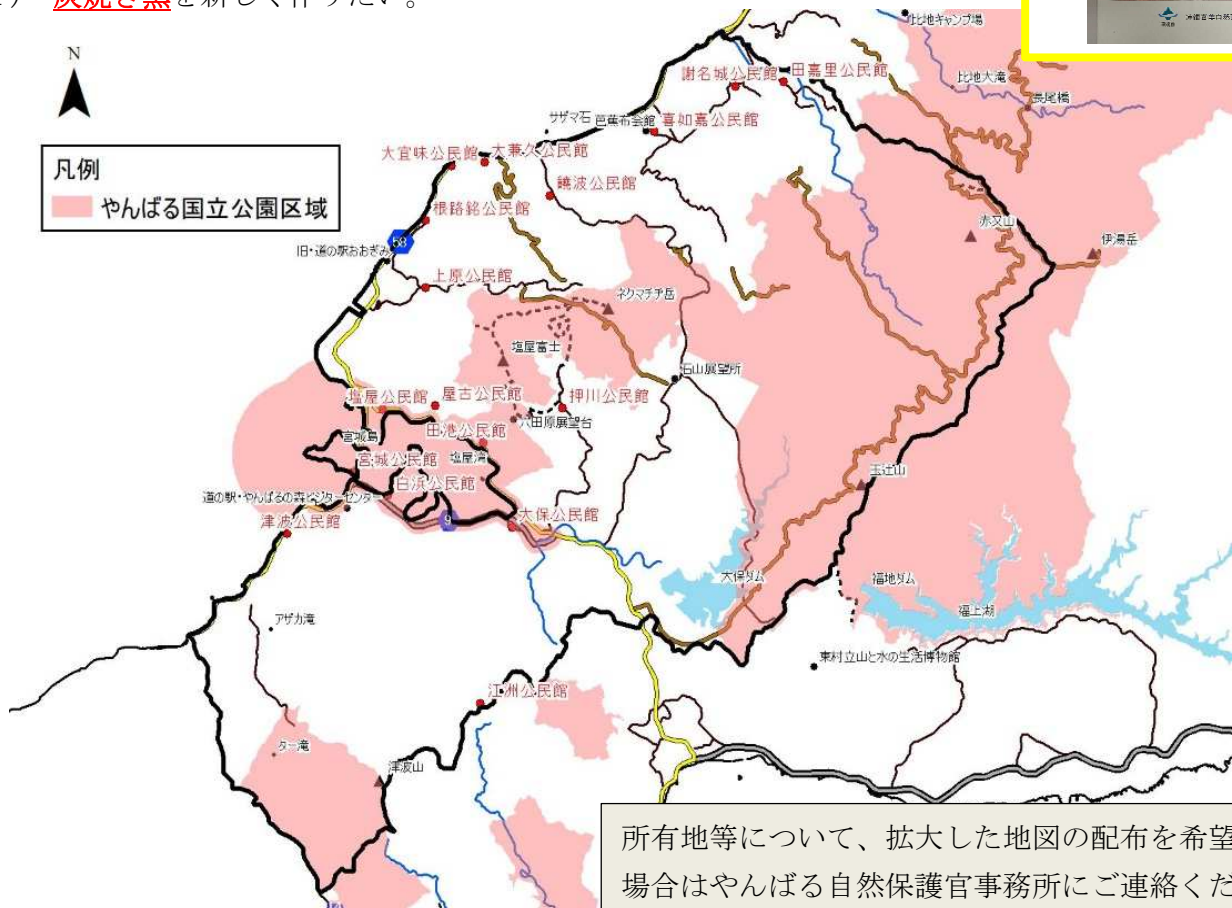 炭焼き窯を新しく作りたい。
N
凡例
やんばる国立公園区域
比地キャンプ場
比地大滝
長尾橋
謝名城公民館
田嘉里公民館
サザマ石
芭蕉布会館
喜如嘉公民館
大宜味公民館
大兼久公民館
饒波公民館
根路銘公民館
58
旧・道の駅おおぎみ
上原公民館
赤又山
伊湯岳
ネクマチヂ岳
塩屋富士
石山展望所
塩屋公民館
屋古公民館
押川公民館
六田原展望台
宮城島
田港公民館
宮城公民館
塩屋湾
白浜公民館
道の駅・やんばるの森ビジターセンター
9
津波公民館
大保公民館
玉辻山
大保ダム
福地ダム
福上湖
アザカ滝
東村立山と水の生活博物館
江洲公民館
ター滝
津波山
所有地等について、拡大した地図の配布を希望
場合はやんばる自然保護官事務所にご連絡くだ